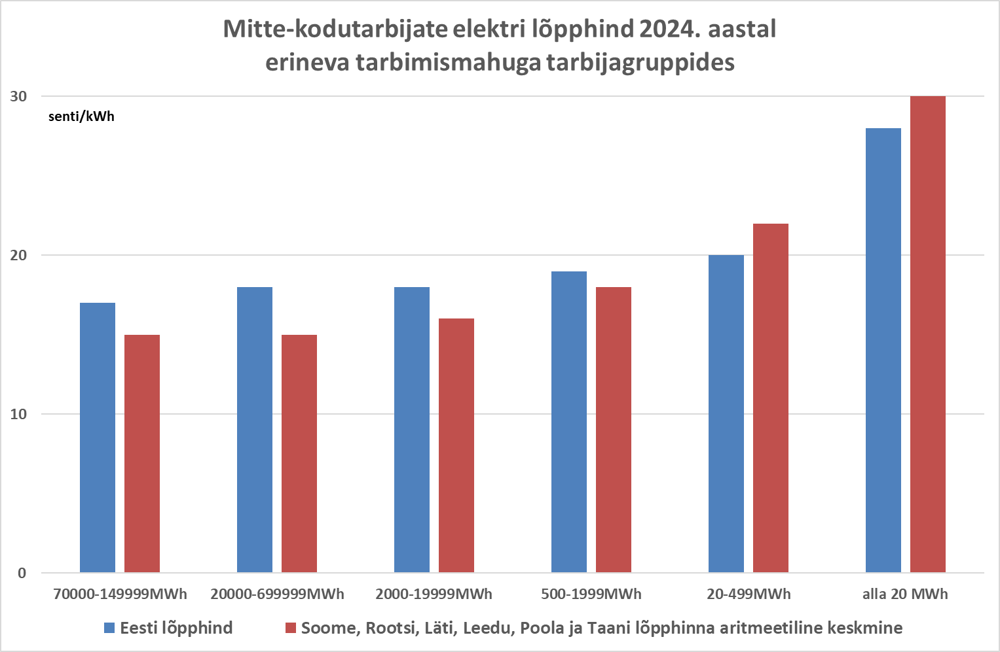 Mitte-kodutarbijate elektri lõpphind 2024. aastal
erineva tarbimismahuga tarbijagruppides
30
senti/kWh
20
10
0
70000-149999MWh 20000-699999MWh 2000-19999MWh 500-1999MWh 20-499MWh alla 20 MWh
Eesti lõpphind Soome, Rootsi, Läti, Leedu, Poola ja Taani lõpphinna aritmeetiline keskmine